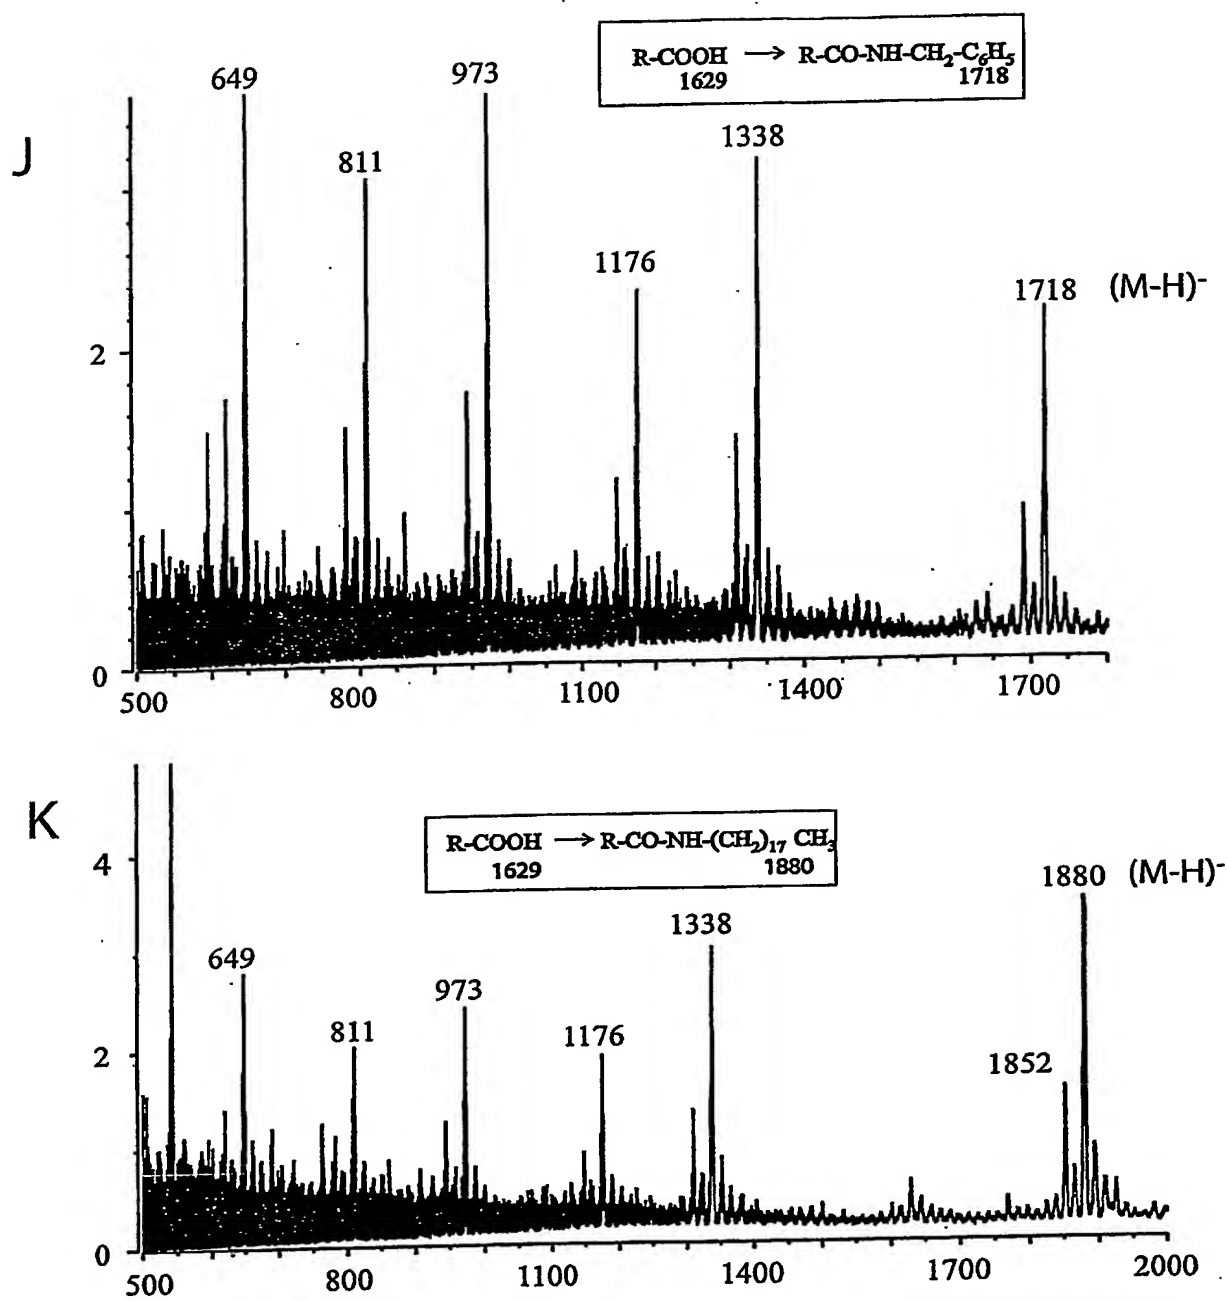 J
R-COOH → R-CO-NH-CH₂-C₆H₅
1629 1718
649
973
811
1338
1176
1718 (M-H)⁻
2
0
500 800 1100 1400 1700
K
R-COOH → R-CO-NH-(CH₂)₁₇ CH₃
1629 1880
4
1880 (M-H)⁻
1338
649
973
811
1176
1852
2
0
500 800 1100 1400 1700 2000